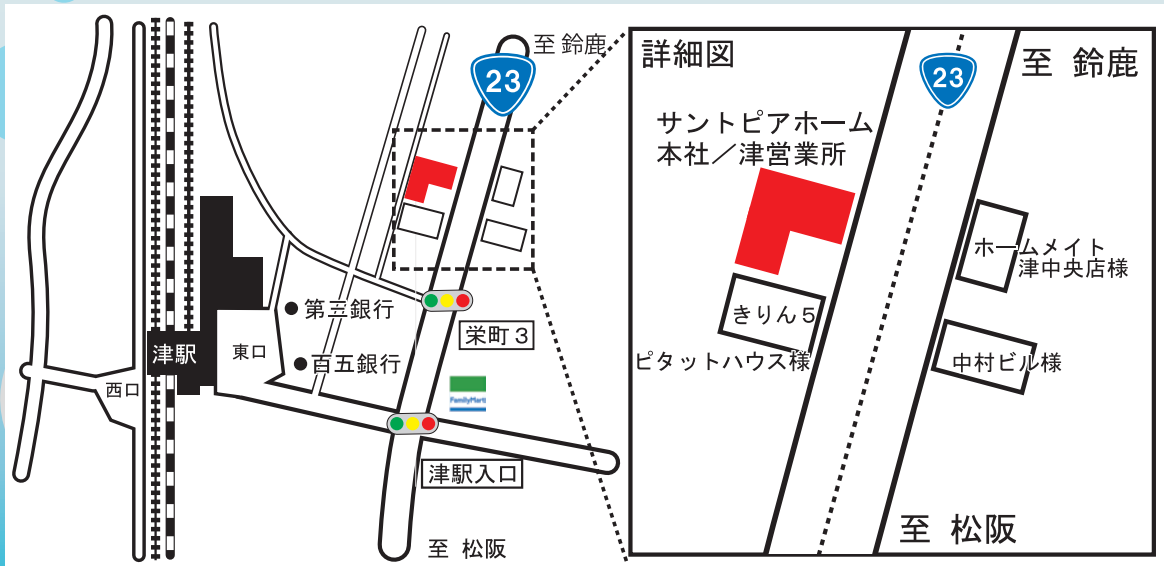 至 鈴鹿
23
第三銀行
栄町3
津駅
東口
百五銀行
西口
FamilyMart
津駅入口
至 松阪
詳細図
23
至 鈴鹿
サントピアホーム
本社／津営業所
ホームメイト
津中央店様
きりん5
ピタットハウス様
中村ビル様
至 松阪